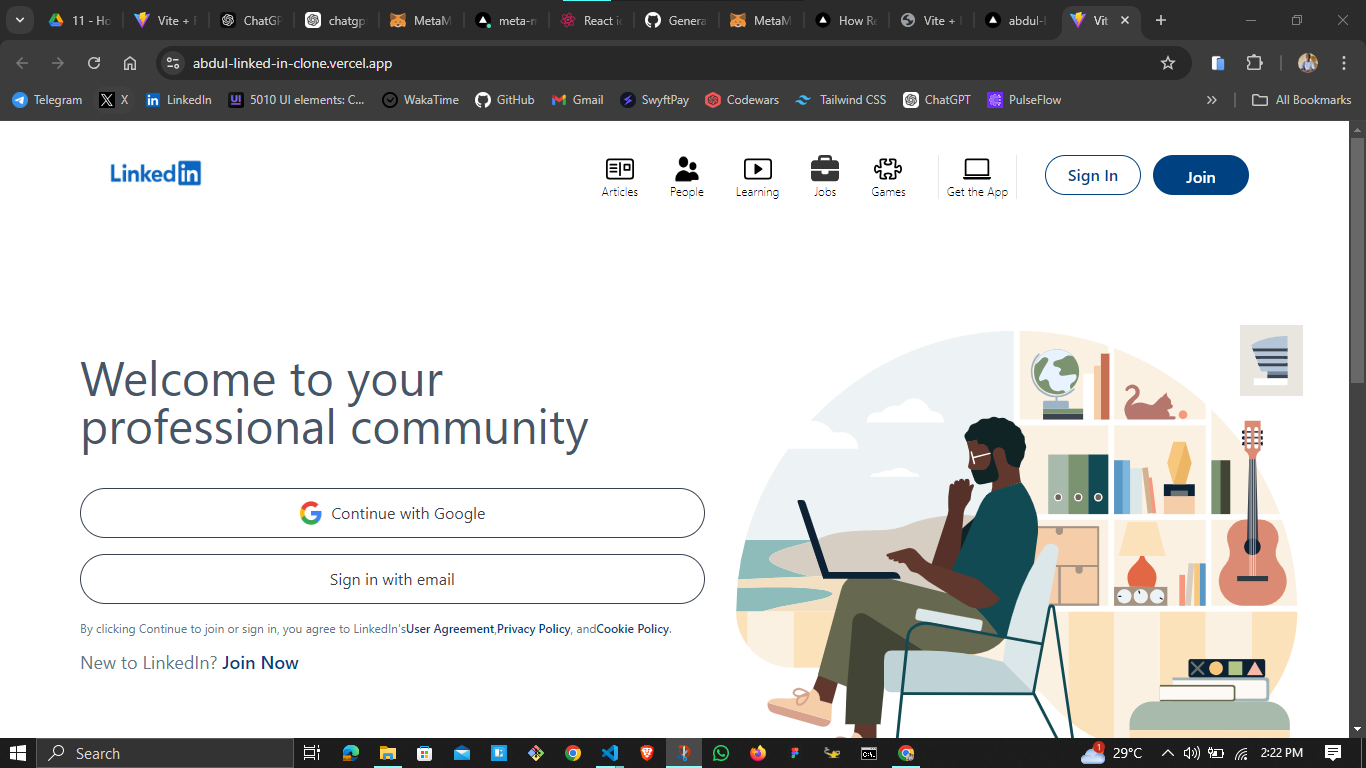 11 - Ho
Vite +
ChatGP
chatgp
MetaM
meta-m
React ic
Genera
MetaM
How Re
Vite +
abdul-l
Vit
abdul-linked-in-clone.vercel.app
Telegram
X
LinkedIn
5010 UI elements: C...
WakaTime
GitHub
Gmail
SwyftPay
Codewars
Tailwind CSS
ChatGPT
PulseFlow
All Bookmarks
Linked in
Articles
People
Learning
Jobs
Games
Get the App
Sign In
Join
Welcome to your
professional community
Continue with Google
Sign in with email
By clicking Continue to join or sign in, you agree to LinkedIn'sUser Agreement,Privacy Policy, andCookie Policy.
New to LinkedIn? Join Now
Search
1
29°C
2:22 PM